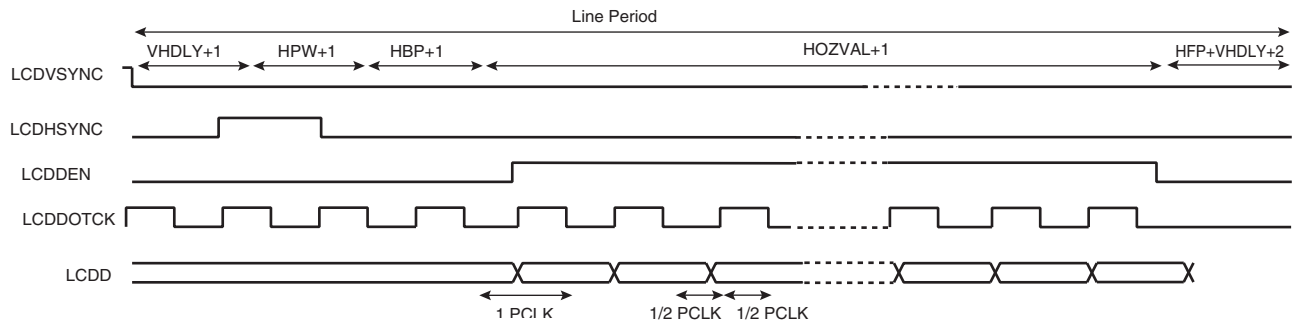 Line Period
VHDLY+1 HPW+1 HBP+1 HOZVAL+1 HFP+VHDLY+2
LCDVSYNC
LCDHSYNC
LCDDEN
LCDDOTCK
LCDD
1 PCLK 1/2 PCLK 1/2 PCLK